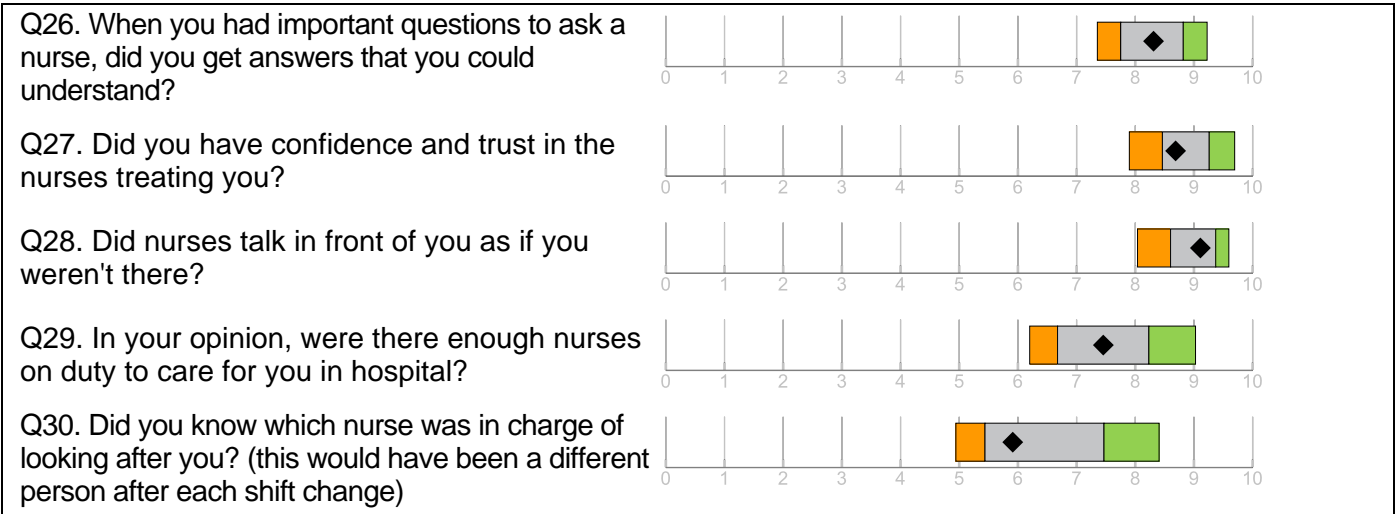 Q26. When you had important questions to ask a
nurse, did you get answers that you could
understand?
0 1 2 3 4 5 6 7 8 9 10
Q27. Did you have confidence and trust in the
nurses treating you?
0 1 2 3 4 5 6 7 8 9 10
Q28. Did nurses talk in front of you as if you
weren't there?
0 1 2 3 4 5 6 7 8 9 10
Q29. In your opinion, were there enough nurses
on duty to care for you in hospital?
0 1 2 3 4 5 6 7 8 9 10
Q30. Did you know which nurse was in charge of
looking after you? (this would have been a different
person after each shift change)
0 1 2 3 4 5 6 7 8 9 10